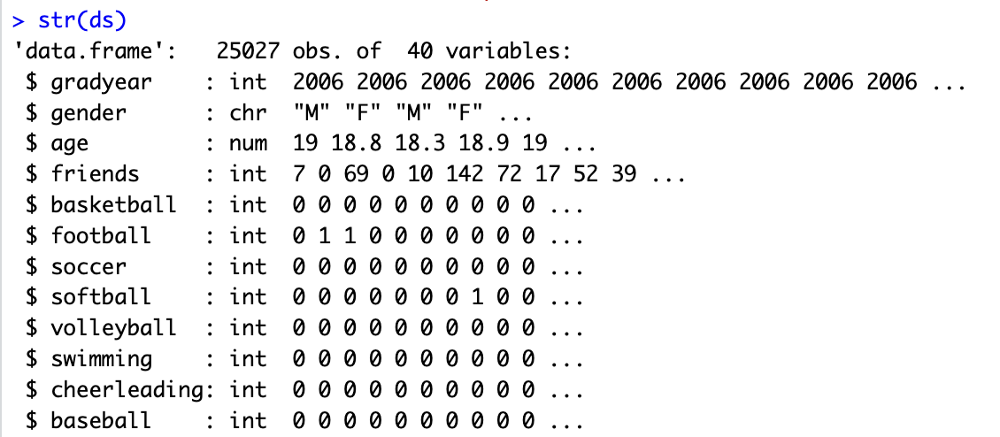 > str(ds)
'data.frame':   25027 obs. of  40 variables:
 $ gradyear    : int  2006 2006 2006 2006 2006 2006 2006 2006 2006 2006 ...
 $ gender      : chr  "M" "F" "M" "F" ...
 $ age         : num  19 18.8 18.3 18.9 19 ...
 $ friends     : int  7 0 69 0 10 142 72 17 52 39 ...
 $ basketball  : int  0 0 0 0 0 0 0 0 0 0 ...
 $ football    : int  0 1 1 0 0 0 0 0 0 0 ...
 $ soccer      : int  0 0 0 0 0 0 0 0 0 0 ...
 $ softball    : int  0 0 0 0 0 0 0 1 0 0 ...
 $ volleyball  : int  0 0 0 0 0 0 0 0 0 0 ...
 $ swimming    : int  0 0 0 0 0 0 0 0 0 0 ...
 $ cheerleading: int  0 0 0 0 0 0 0 0 0 0 ...
 $ baseball    : int  0 0 0 0 0 0 0 0 0 0 ...